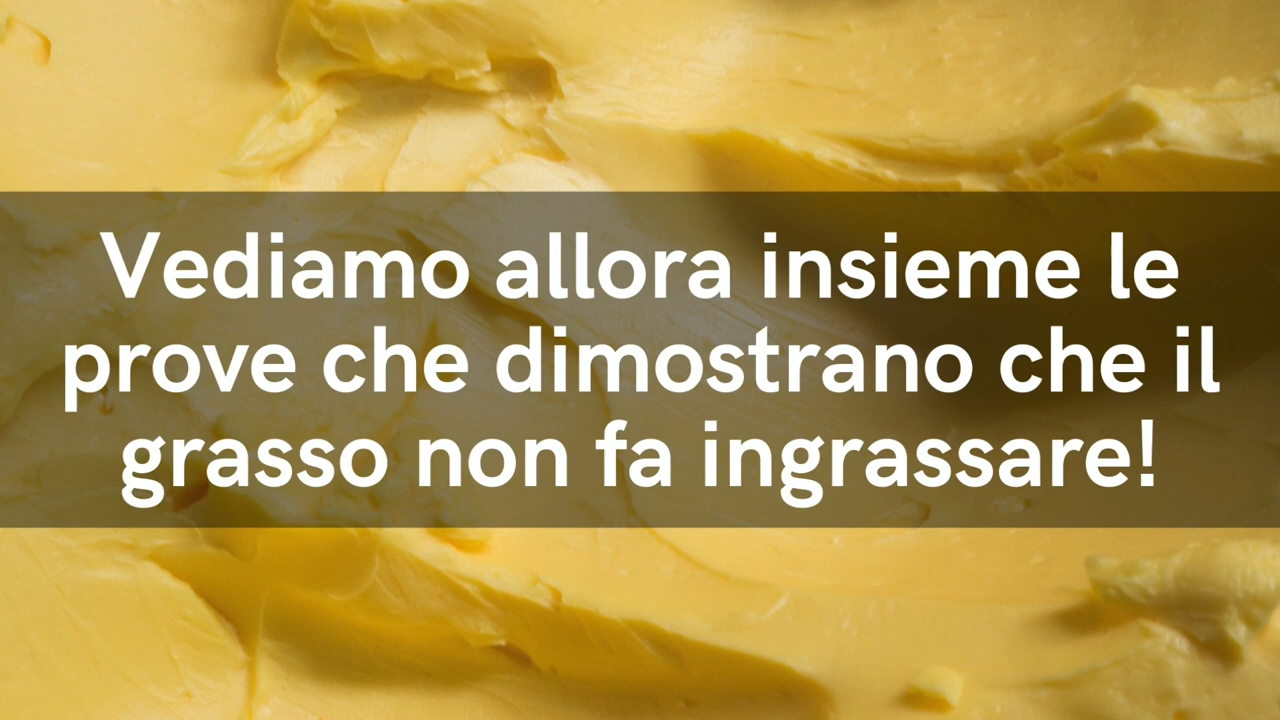 Vediamo allora insieme le
prove che dimostrano che il
grasso non fa ingrassare!